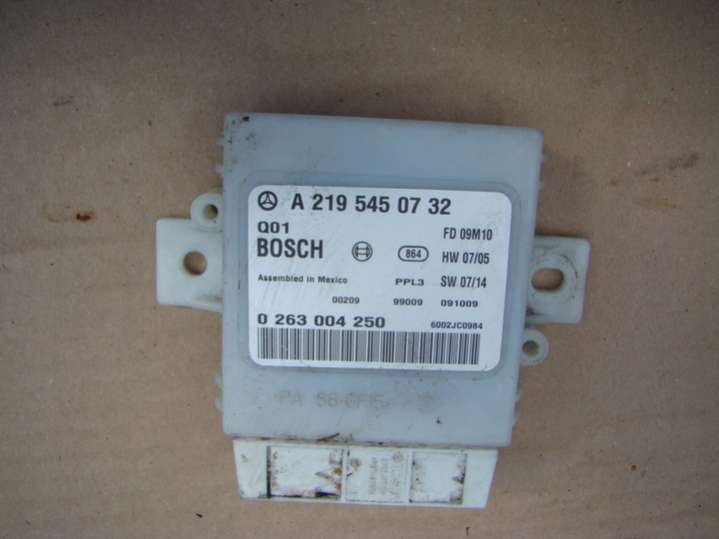 A 219 545 07 32
Q01 FD 09M10
BOSCH 864 HW 07/05
Assembled in Mexico PPL3 SW 07/14
00209 99009 091009
0 263 004 250 6002JC0984